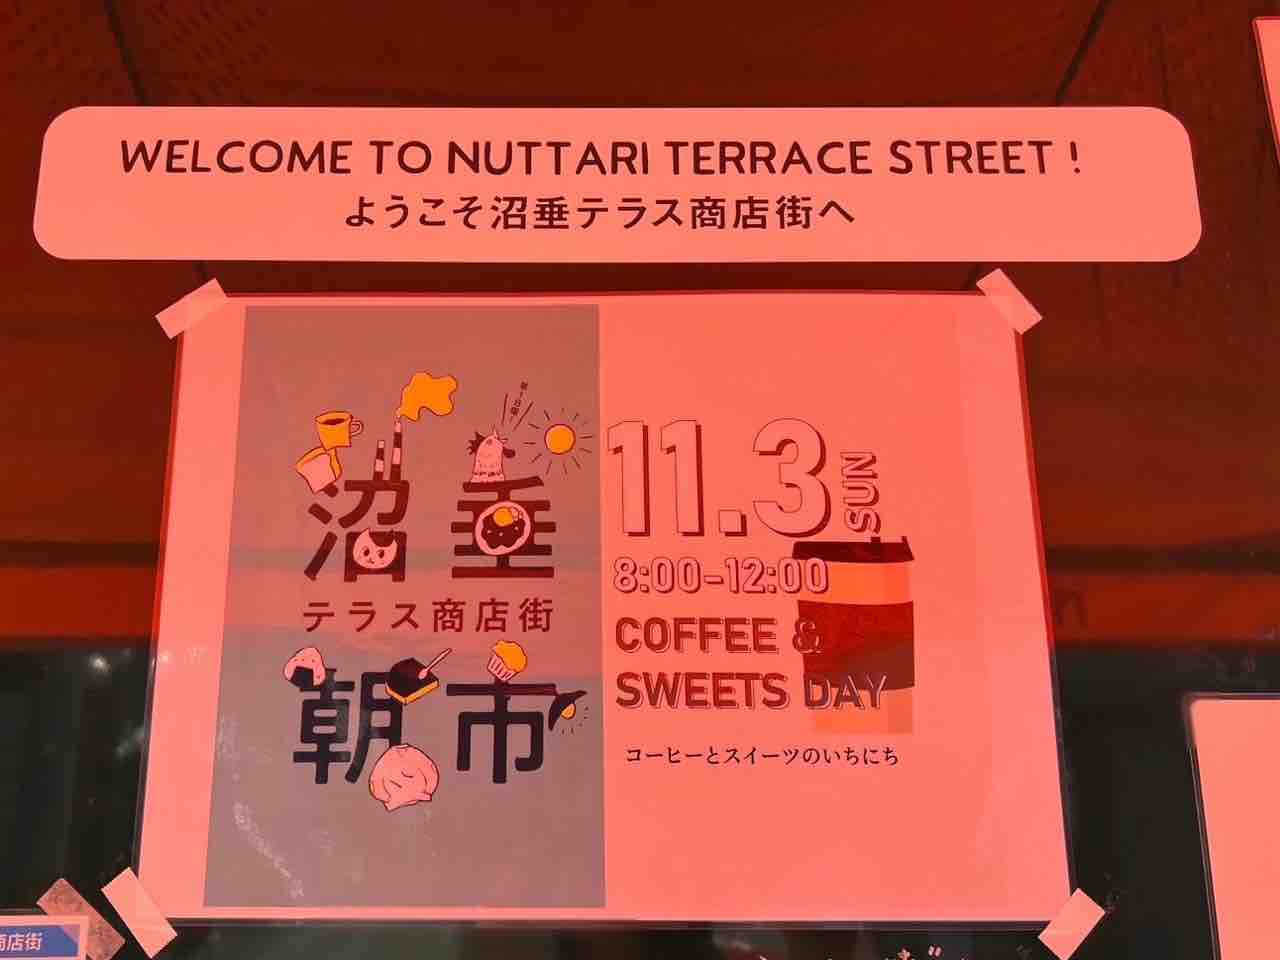 WELCOME TO NUTTARI TERRACE STREET !
ようこそ沼垂テラス商店街へ
沼垂
テラス商店街
朝市
11.3 SUN
8:00-12:00
COFFEE &
SWEETS DAY
コーヒーとスイーツのいちにち
商店街